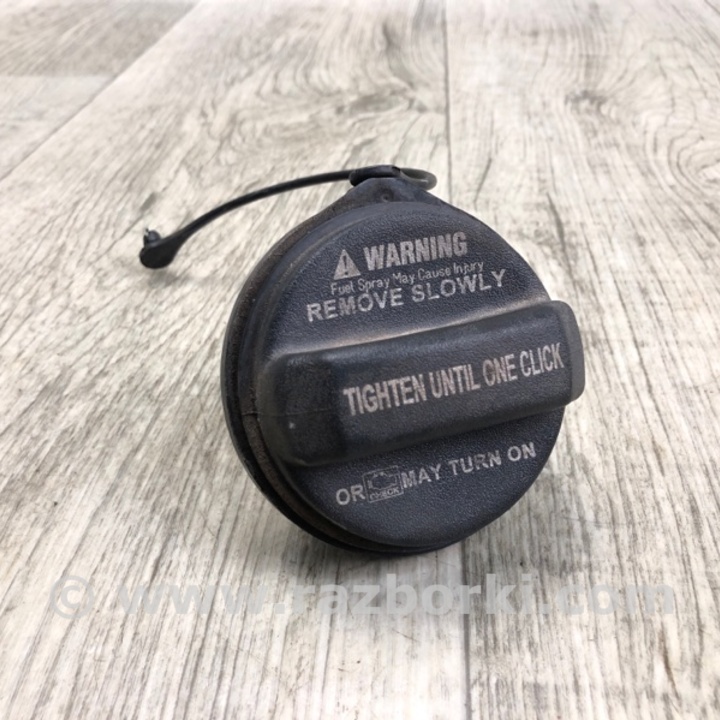 WARNING
Fuel Spray May Cause Injury
REMOVE SLOWLY
TIGHTEN UNTIL ONE CLICK
OR CHECK MAY TURN ON
© www.razborki.com